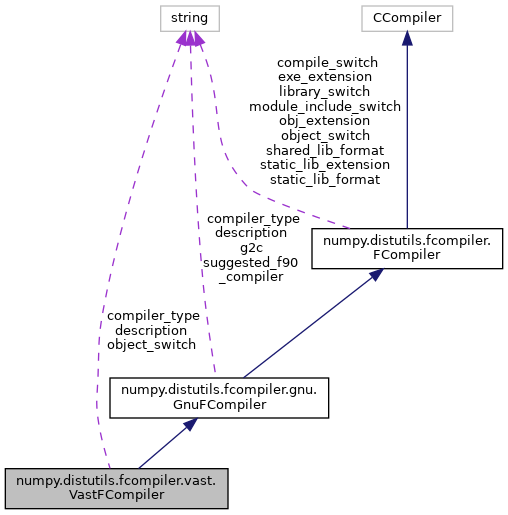 string
CCompiler
compile_switch
exe_extension
library_switch
module_include_switch
obj_extension
object_switch
shared_lib_format
static_lib_extension
static_lib_format
compiler_type
description
g2c
suggested_f90
_compiler
numpy.distutils.fcompiler.
FCompiler
compiler_type
description
object_switch
numpy.distutils.fcompiler.gnu.
GnuFCompiler
numpy.distutils.fcompiler.vast.
VastFCompiler